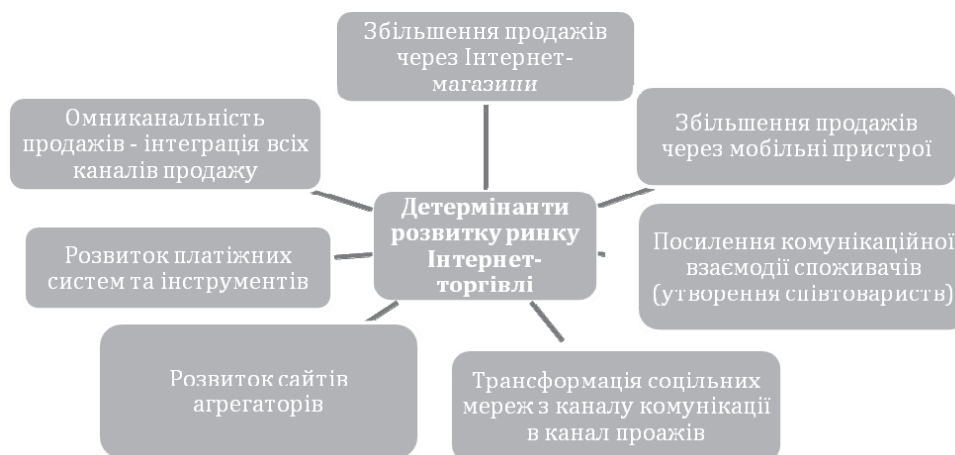 Збільшення продажів
через Інтернет-
магазини
Омниканальність
продажів - інтеграція всіх
каналів продажу
Збільшення продажів
через мобільні пристрої
Детермінанти
розвитку ринку
Інтернет-
торгівлі
Розвиток платіжних
систем та інструментів
Посилення комунікаційної
взаємодії споживачів
(утворення співтовариств)
Розвиток сайтів
агрегаторів
Трансформація соцільних
мереж з каналу комунікації
в канал проажів